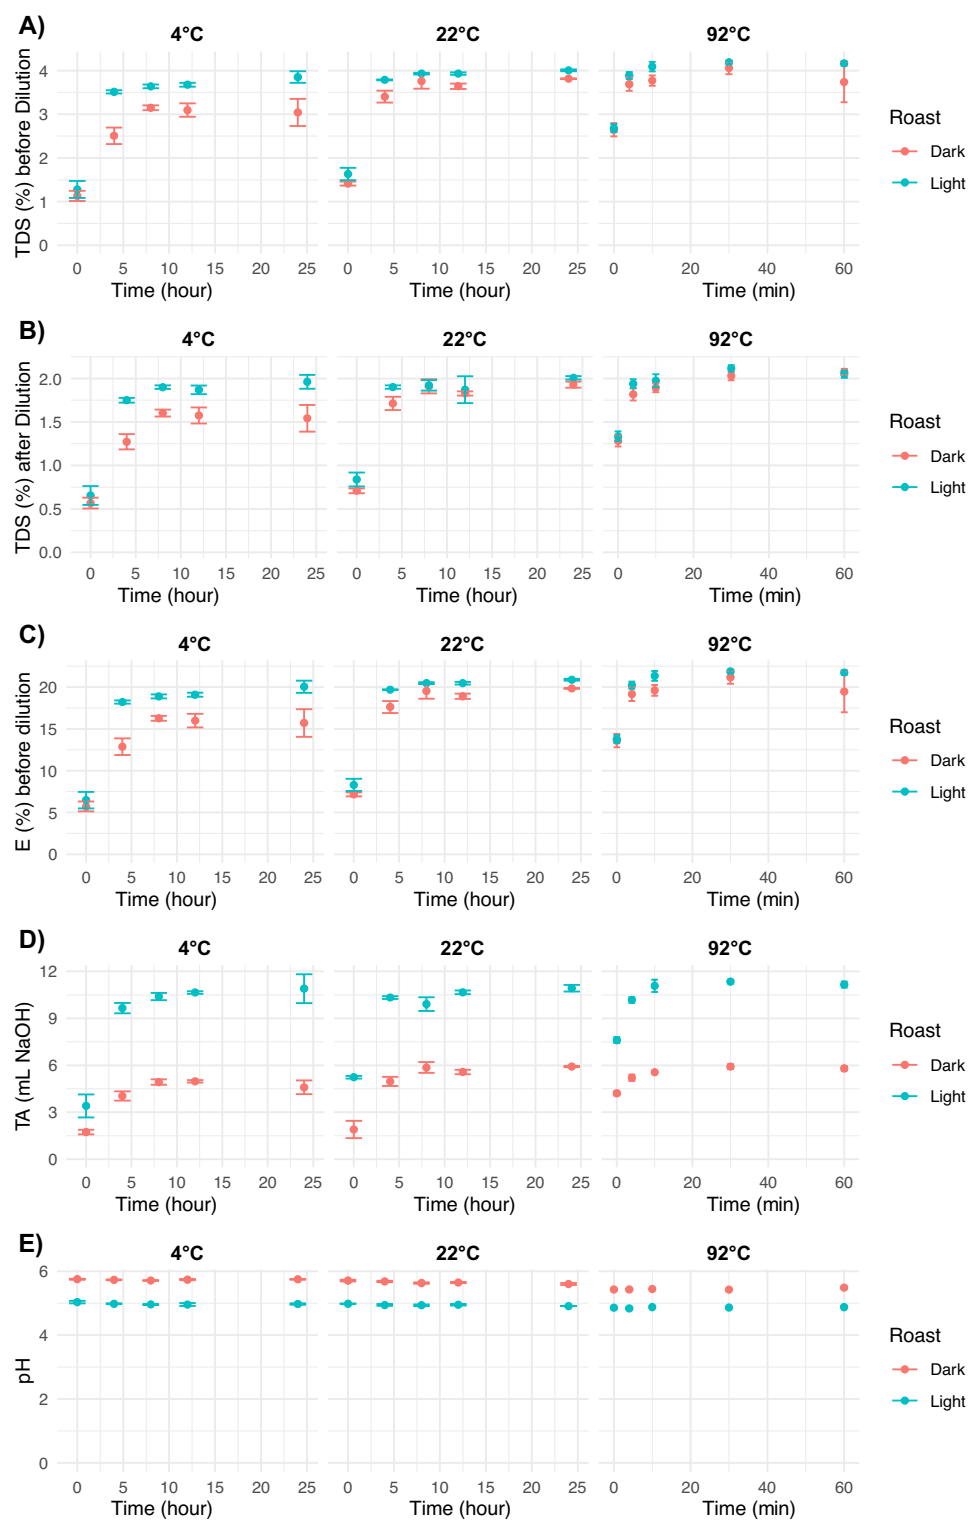 A)
4°C 22°C 92°C
TDS (%) before Dilution
4
3
2
1
0
0 5 10 15 20 25 0 5 10 15 20 25 0 20 40 60
Time (hour) Time (hour) Time (min)
Roast
Dark
Light
B)
4°C 22°C 92°C
TDS (%) after Dilution
2.0
1.5
1.0
0.5
0.0
0 5 10 15 20 25 0 5 10 15 20 25 0 20 40 60
Time (hour) Time (hour) Time (min)
Roast
Dark
Light
C)
4°C 22°C 92°C
E (%) before dilution
20
15
10
5
0
0 5 10 15 20 25 0 5 10 15 20 25 0 20 40 60
Time (hour) Time (hour) Time (min)
Roast
Dark
Light
D)
4°C 22°C 92°C
TA (mL NaOH)
12
9
6
3
0
0 5 10 15 20 25 0 5 10 15 20 25 0 20 40 60
Time (hour) Time (hour) Time (min)
Roast
Dark
Light
E)
4°C 22°C 92°C
pH
6
4
2
0
0 5 10 15 20 25 0 5 10 15 20 25 0 20 40 60
Time (hour) Time (hour) Time (min)
Roast
Dark
Light